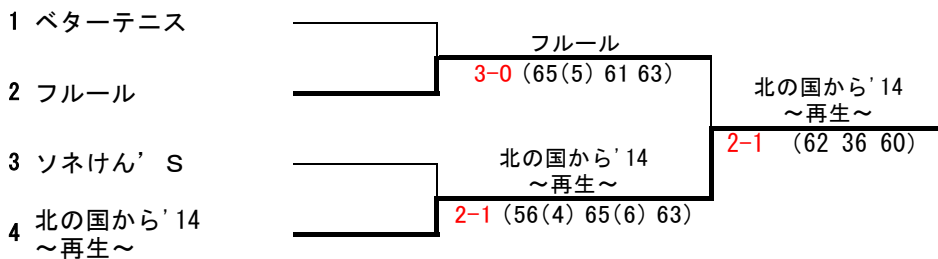 1 ベターテニス
フルール
3-0 (65(5) 61 63)
2 フルール
北の国から'14
～再生～
2-1 (62 36 60)
3 ソネけん’S
北の国から'14
～再生～
2-1 (56(4) 65(6) 63)
4 北の国から'14
～再生～